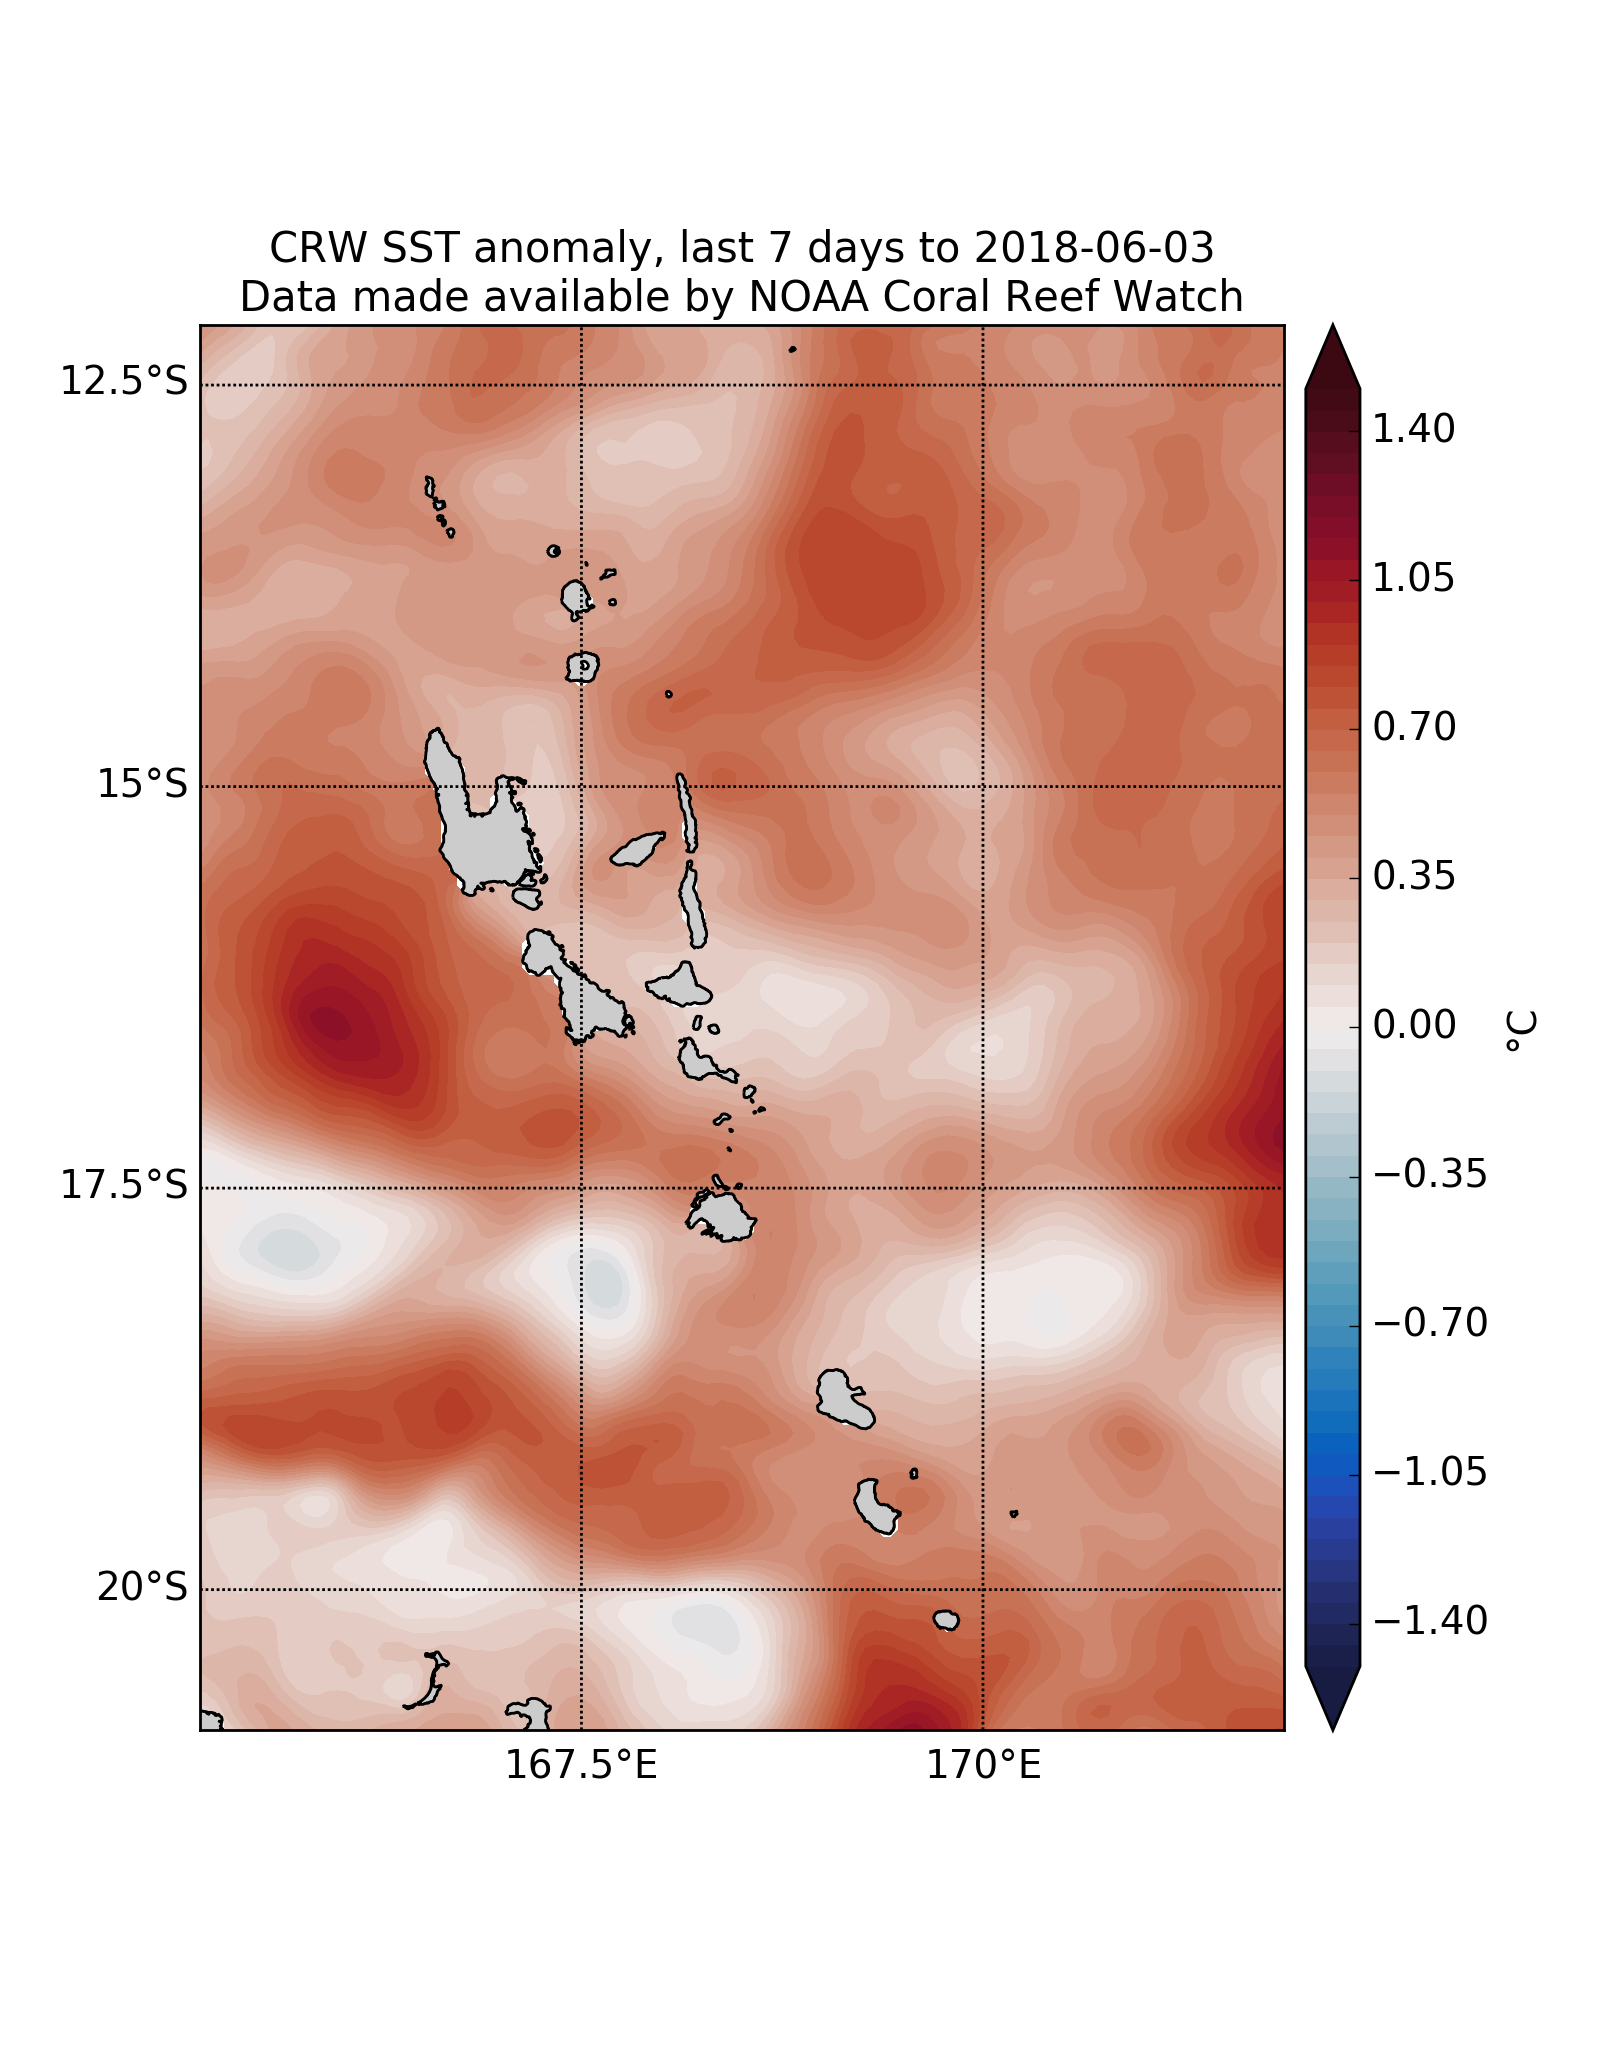 CRW SST anomaly, last 7 days to 2018-06-03
Data made available by NOAA Coral Reef Watch
12.5°S
15°S
17.5°S
20°S
167.5°E
170°E
1.40
1.05
0.70
0.35
0.00
−0.35
−0.70
−1.05
−1.40
°C